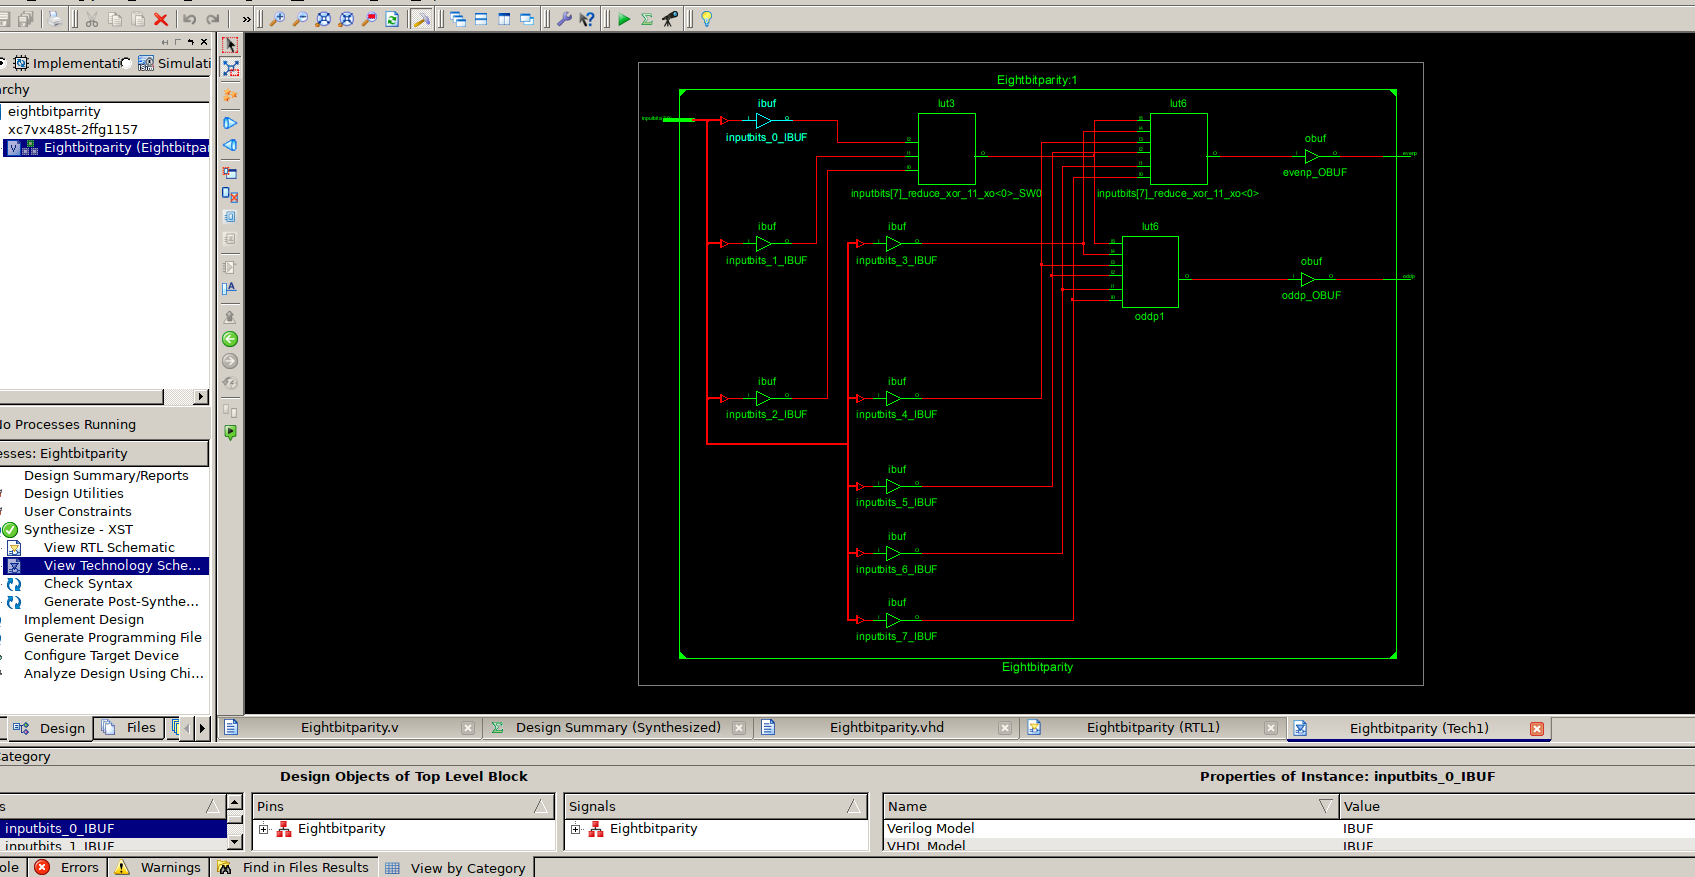 »
Implementati
Simulati
archy
eightbitparrity
xc7vx485t-2ffg1157
Eightbitparity (Eightbitpar
No Processes Running
esses: Eightbitparity
Design Summary/Reports
Design Utilities
User Constraints
Synthesize - XST
View RTL Schematic
View Technology Sche...
Check Syntax
Generate Post-Synthe...
Implement Design
Generate Programming File
Configure Target Device
Analyze Design Using Chi...
Design
Files
Eightbitparity:1
ibuf
inputbits_0_IBUF
lut3
inputbits[7]_reduce_xor_11_xo<0>_SW0
lut6
inputbits[7]_reduce_xor_11_xo<0>
obuf
evenp_OBUF
evenp
ibuf
inputbits_1_IBUF
ibuf
inputbits_3_IBUF
lut6
oddp1
obuf
oddp_OBUF
oddp
ibuf
inputbits_2_IBUF
ibuf
inputbits_4_IBUF
ibuf
inputbits_5_IBUF
ibuf
inputbits_6_IBUF
ibuf
inputbits_7_IBUF
Eightbitparity
Eightbitparity.v
Design Summary (Synthesized)
Eightbitparity.vhd
Eightbitparity (RTL1)
Eightbitparity (Tech1)
ategory
Design Objects of Top Level Block
Properties of Instance: inputbits_0_IBUF
s
Pins
Signals
Name
Value
inputbits_0_IBUF
Eightbitparity
Eightbitparity
Verilog Model
IBUF
inputbits_1_IBUF
VHDL Model
IBUF
ole
Errors
Warnings
Find in Files Results
View by Category